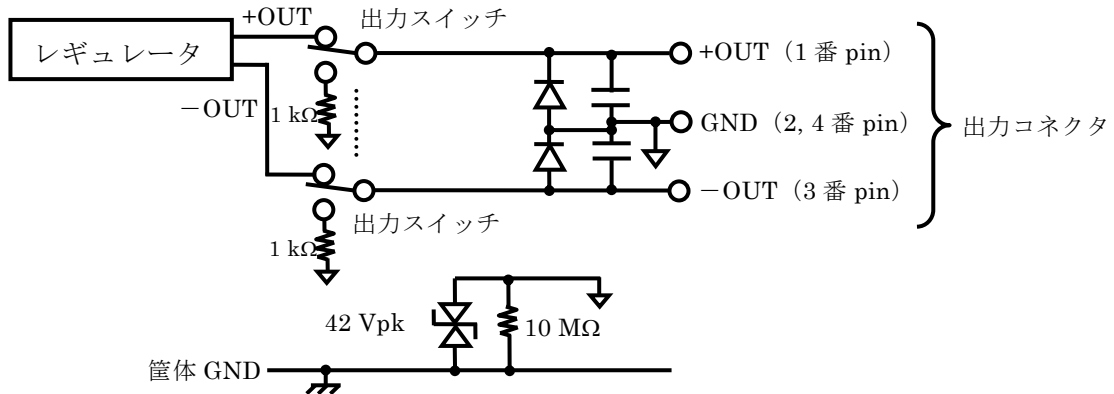 +OUT
出力スイッチ
レギュレータ
+OUT（1 番 pin）
－OUT
1 kΩ
GND（2, 4 番 pin）
出力コネクタ
－OUT（3 番 pin）
出力スイッチ
1 kΩ
42 Vpk
10 MΩ
筐体 GND